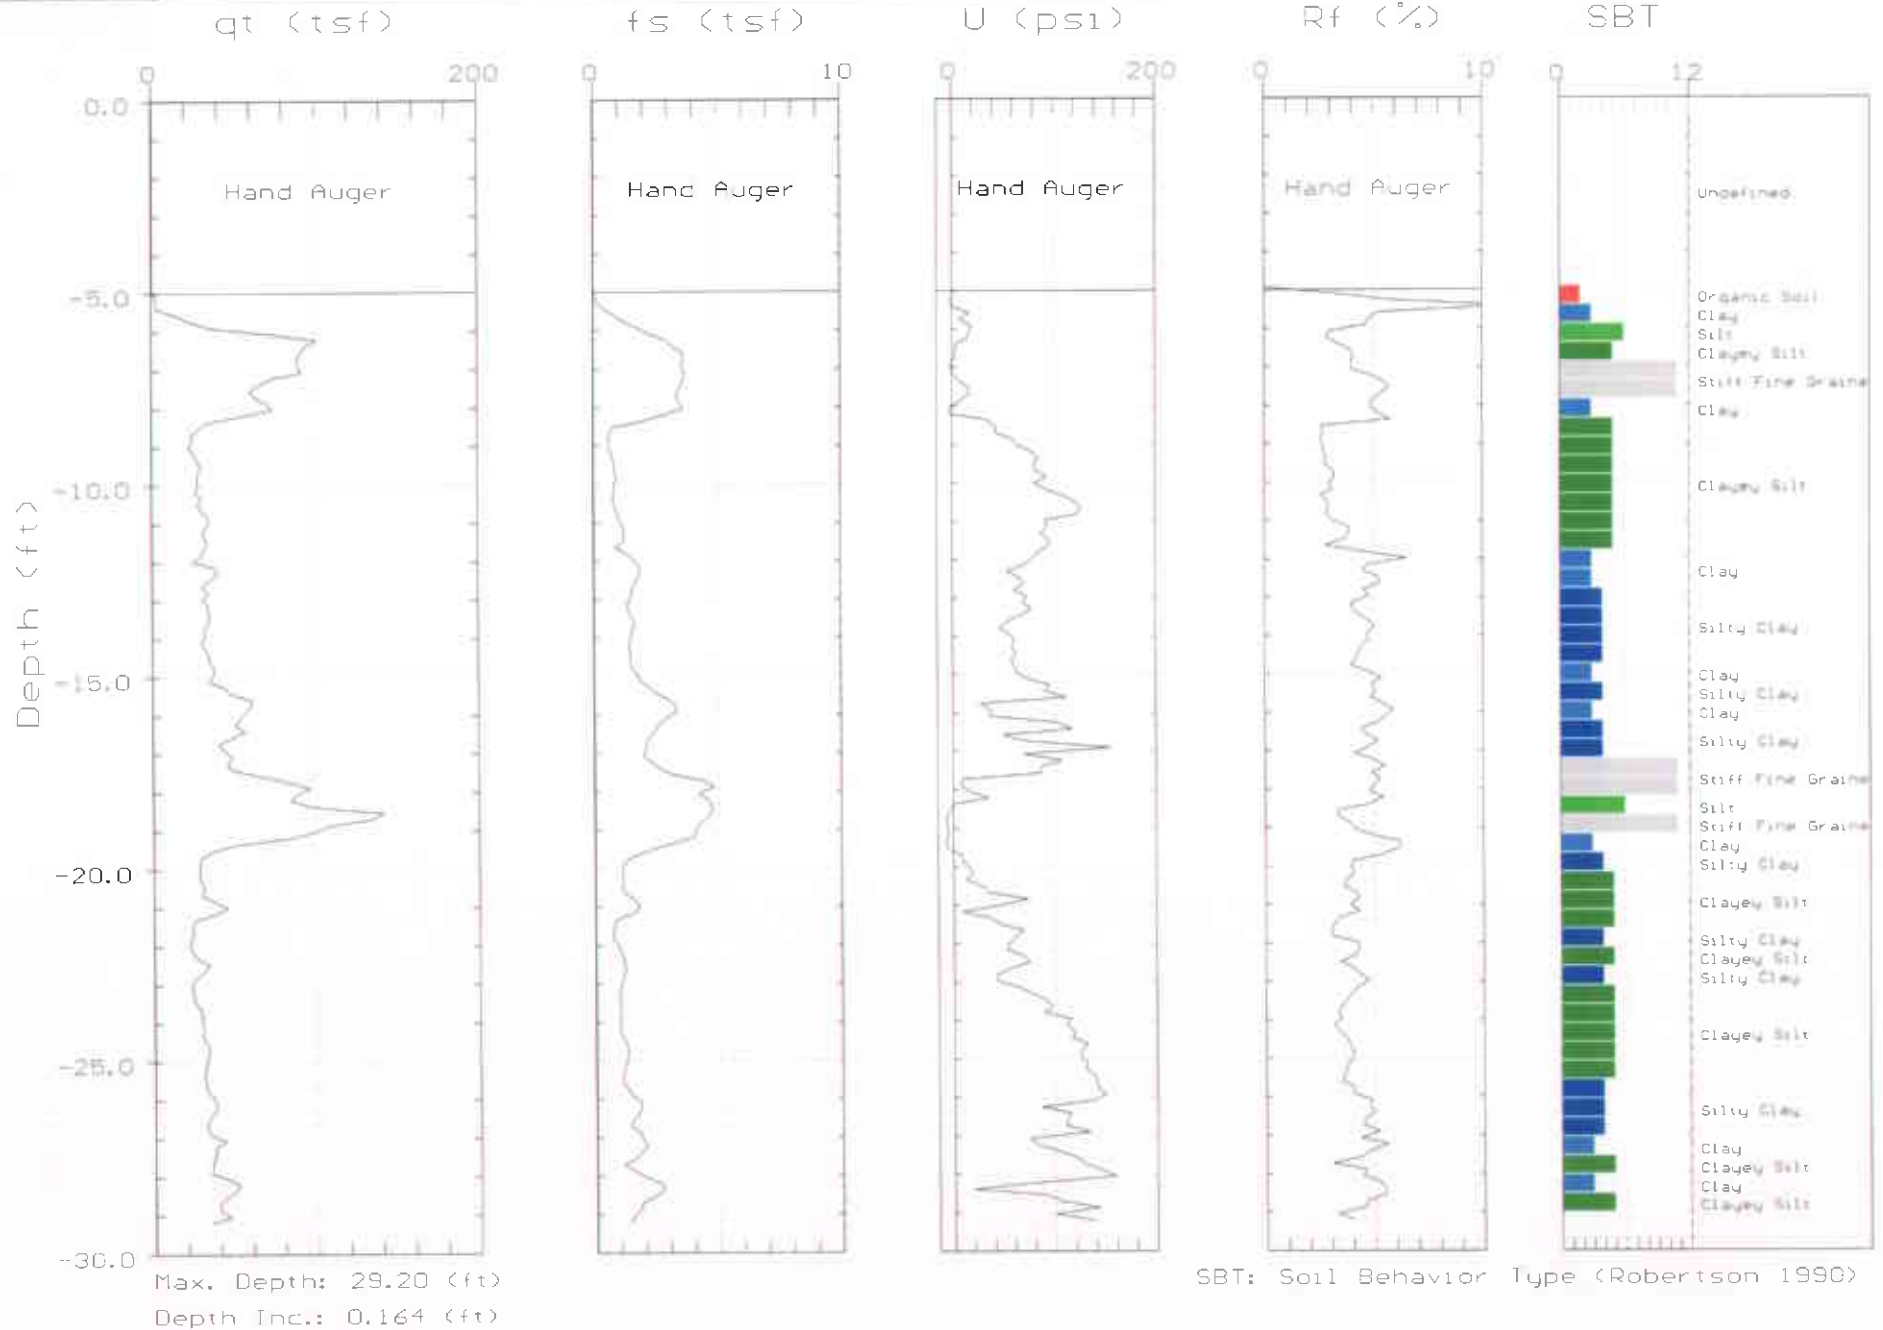 qt (tsf) fs (tsf) U (psi) Rf (%) SBT
0 200 0 10 0 200 0 10 0 12
0.0
Hand Auger Hand Auger Hand Auger Hand Auger Undefined
-5.0 Organic Soil
Clay
Silt
Clayey Silt
Stiff Fine Graine
Clay
-10.0 Clayey Silt
Clay
Depth (ft)
Silty Clay
-15.0 Clay
Silty Clay
Clay
Silty Clay
Stiff Fine Graine
Silt
Stiff Fine Graine
Clay
-20.0 Silty Clay
Clayey Silt
Silty Clay
Clayey Silt
Silty Clay
Clayey Silt
-25.0
Silty Clay
Clay
Clayey Silt
Clay
Clayey Silt
-30.0
Max. Depth: 29.20 (ft) SBT: Soil Behavior Type (Robertson 1990)
Depth Inc.: 0.164 (ft)